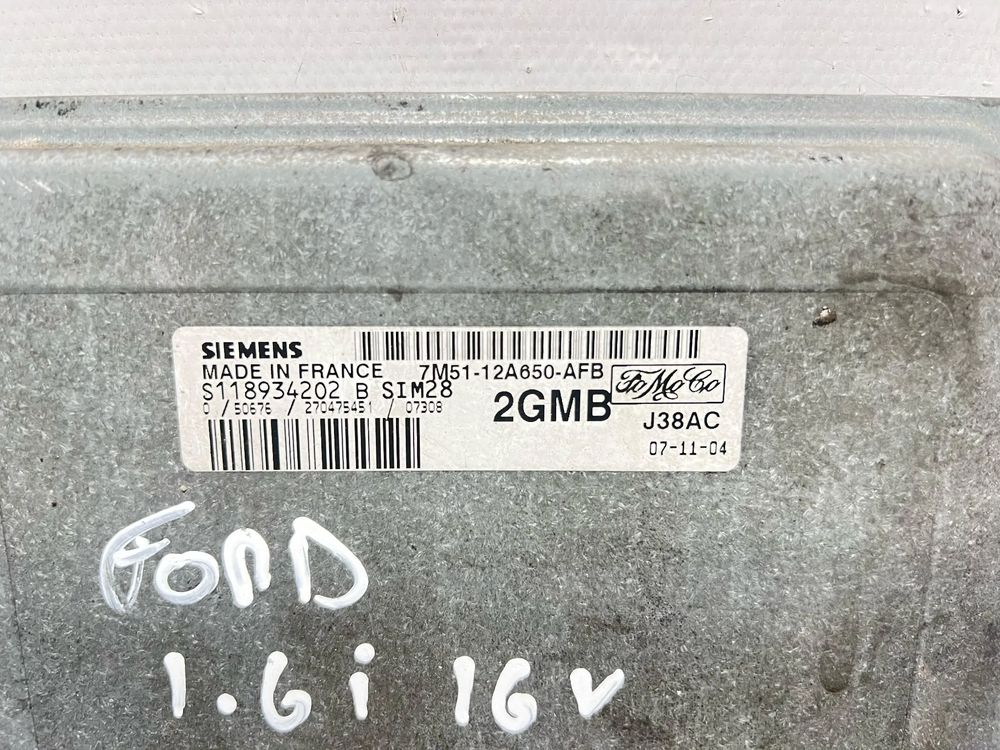 SIEMENS
MADE IN FRANCE 7M51-12A650-AFB
S118934202 B SIM28 2GMB FoMoCo
0 / 50676 / 270475451 / 07308 J38AC
07-11-04
FORD
1.6i 16v